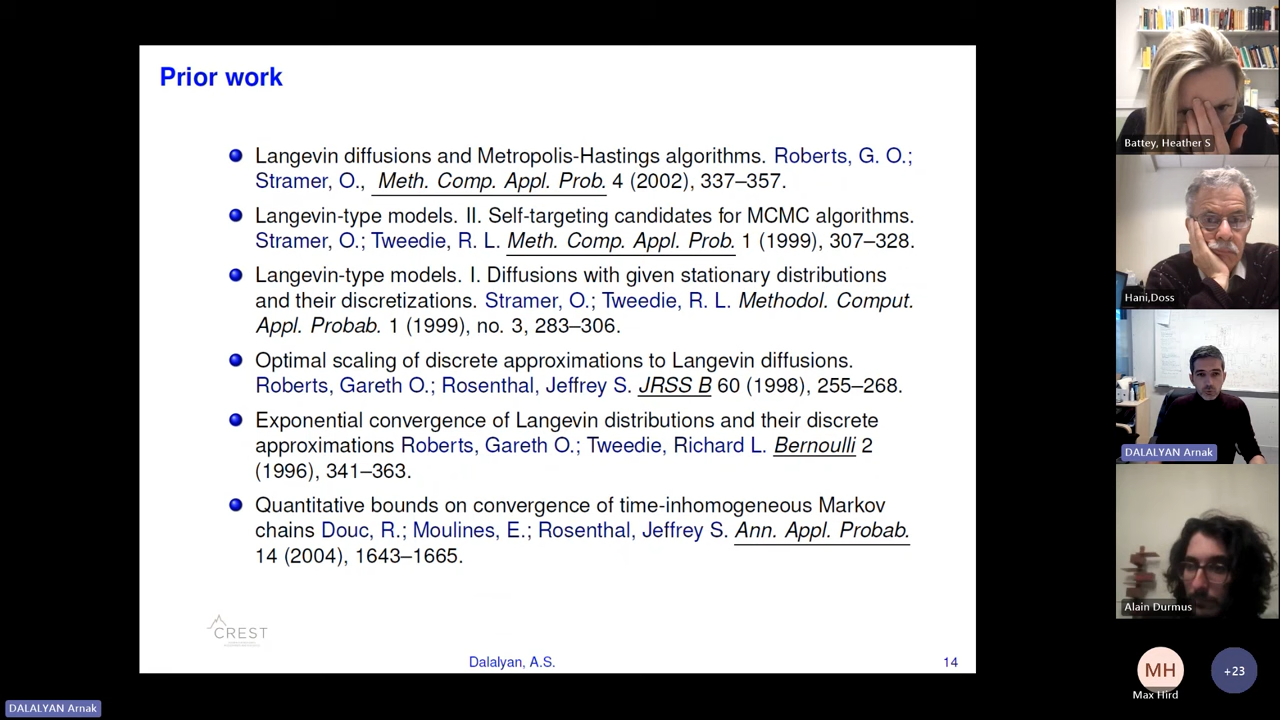 Prior work
Langevin diffusions and Metropolis-Hastings algorithms. Roberts, G. O.;
Stramer, O., Meth. Comp. Appl. Prob. 4 (2002), 337–357.
Langevin-type models. II. Self-targeting candidates for MCMC algorithms.
Stramer, O.; Tweedie, R. L. Meth. Comp. Appl. Prob. 1 (1999), 307–328.
Langevin-type models. I. Diffusions with given stationary distributions
and their discretizations. Stramer, O.; Tweedie, R. L. Methodol. Comput.
Appl. Probab. 1 (1999), no. 3, 283–306.
Optimal scaling of discrete approximations to Langevin diffusions.
Roberts, Gareth O.; Rosenthal, Jeffrey S. JRSS B 60 (1998), 255–268.
Exponential convergence of Langevin distributions and their discrete
approximations Roberts, Gareth O.; Tweedie, Richard L. Bernoulli 2
(1996), 341–363.
Quantitative bounds on convergence of time-inhomogeneous Markov
chains Douc, R.; Moulines, E.; Rosenthal, Jeffrey S. Ann. Appl. Probab.
14 (2004), 1643–1665.
CREST
Dalalyan, A.S.
14
DALALYAN Arnak
Battey, Heather S
Hani,Doss
DALALYAN Arnak
Alain Durmus
MH
Max Hird
+23